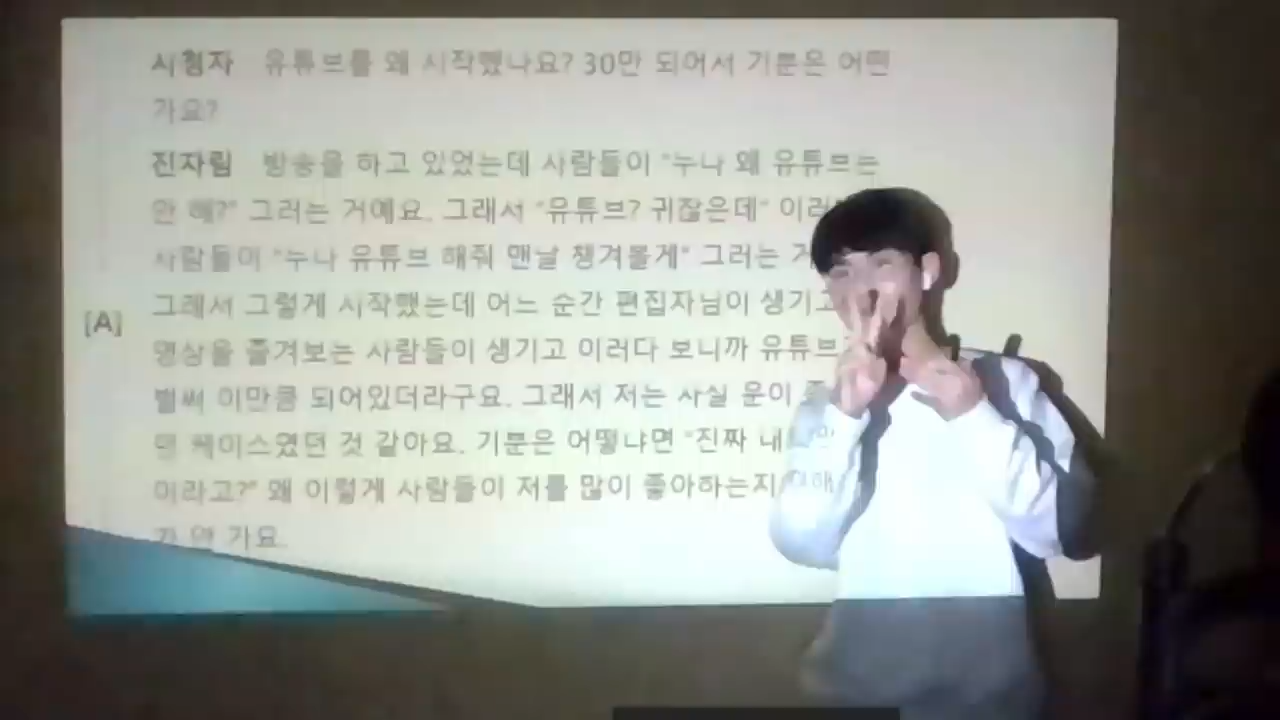 시청자 유튜브를 왜 시작했나요? 30만 되어서 기분은 어떤
가요?
진자림 방송을 하고 있었는데 사람들이 "누나 왜 유튜브는
안 해?" 그러는 거예요. 그래서 "유튜브? 귀찮은데"
사람들이 "누나 유튜브 해줘 맨날 챙겨볼게" 그러는
그래서 그렇게 시작했는데 어느 순간 편집자님이 생기고
[A]
영상을 즐겨보는 사람들이 생기고 이러다 보니까
벌써 이만큼 되어있더라구요. 그래서 저는 사실 운이
던 케이스였던 것 같아요. 기분은 어떻냐면 "진짜
이라고?" 왜 이렇게 사람들이 저를 많이 좋아하는지
가 안 가요.